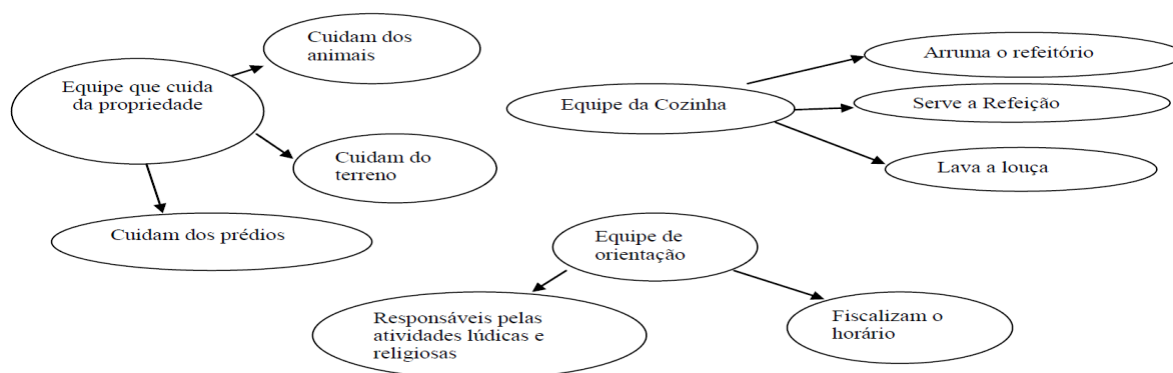 Cuidam dos
animais
Equipe que cuida
da propriedade
Cuidam do
terreno
Cuidam dos prédios
Equipe da Cozinha
Arruma o refeitório
Serve a Refeição
Lava a louça
Equipe de
orientação
Responsáveis pelas
atividades lúdicas e
religiosas
Fiscalizam o
horário